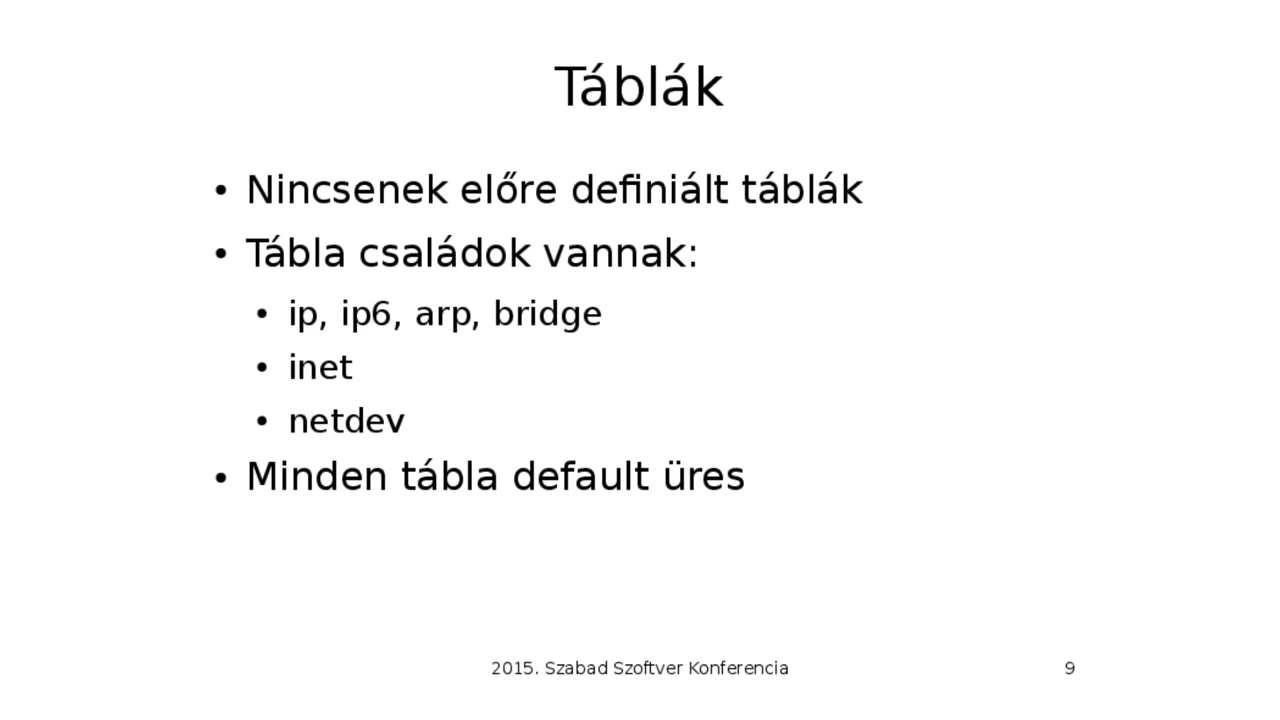 Táblák
• Nincsenek előre definiált táblák
• Tábla családok vannak:
• ip, ip6, arp, bridge
• inet
• netdev
• Minden tábla default üres
2015. Szabad Szoftver Konferencia 9